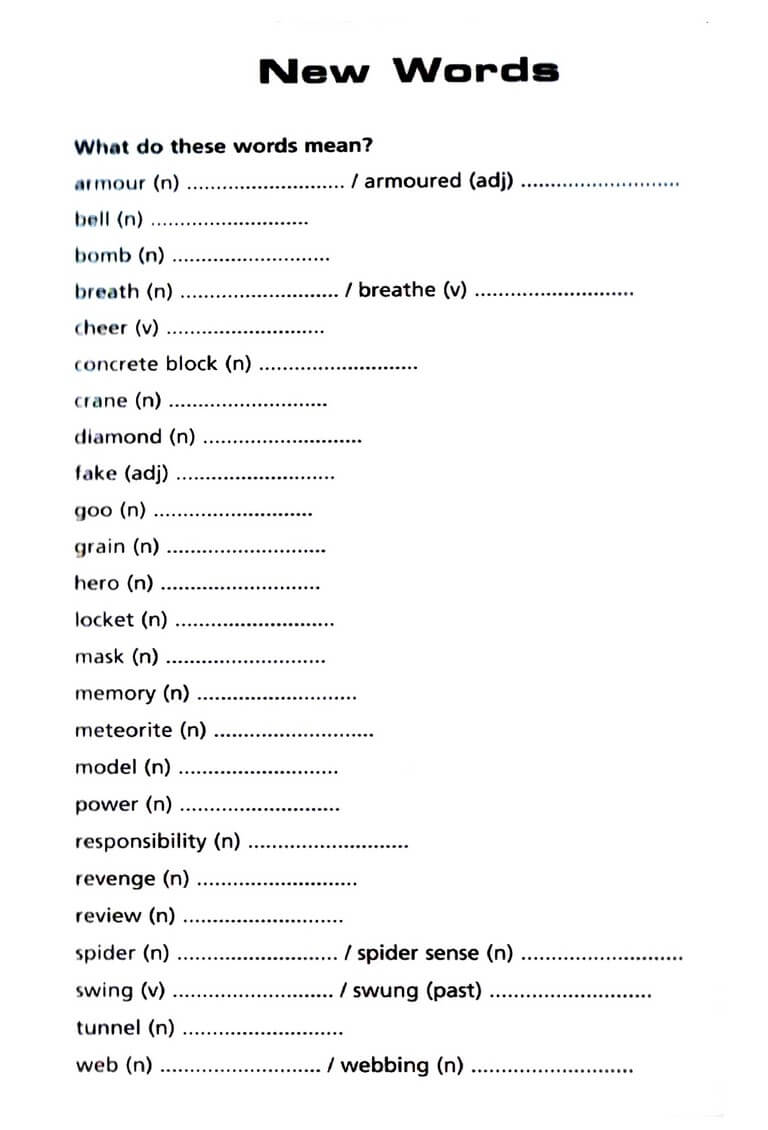 New Words
What do these words mean?
armour (n) ........................... / armoured (adj) ...........................
bell (n) ...........................
bomb (n) ...........................
breath (n) ........................... / breathe (v) ...........................
cheer (v) ...........................
concrete block (n) ...........................
crane (n) ...........................
diamond (n) ...........................
fake (adj) ...........................
goo (n) ...........................
grain (n) ...........................
hero (n) ...........................
locket (n) ...........................
mask (n) ...........................
memory (n) ...........................
meteorite (n) ...........................
model (n) ...........................
power (n) ...........................
responsibility (n) ...........................
revenge (n) ...........................
review (n) ...........................
spider (n) ........................... / spider sense (n) ...........................
swing (v) ........................... / swung (past) ...........................
tunnel (n) ...........................
web (n) ........................... / webbing (n) ...........................